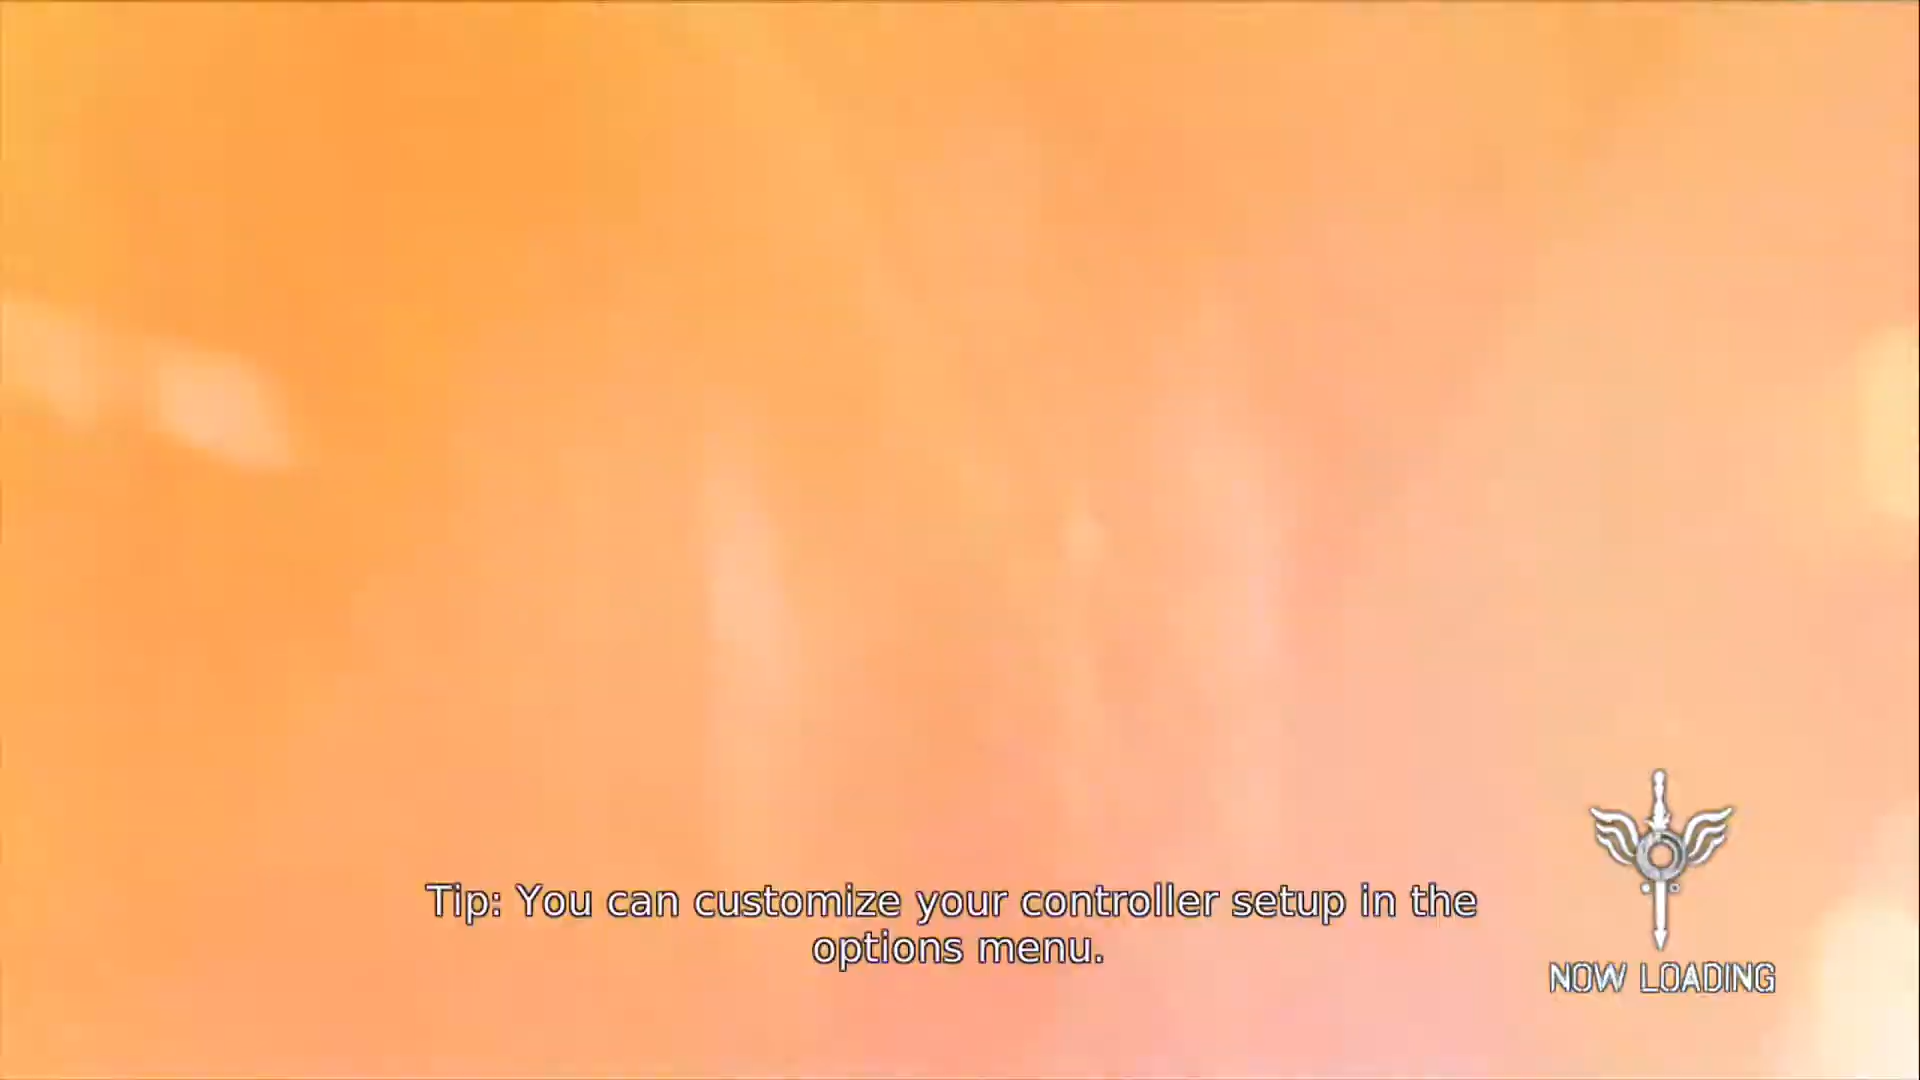 Tip: You can customize your controller setup in the
options menu.
NOW LOADING